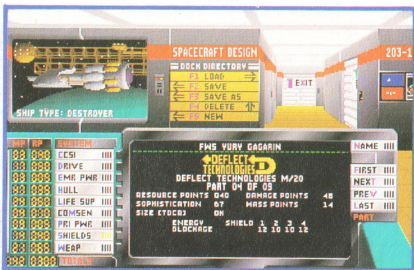 SPACECRAFT DESIGN
203-1
DOCK DIRECTORY
F1 LOAD
F2 SAVE
F3 SAVE AS
F4 DELETE
F5 NEW
EXIT
SHIP TYPE: DESTROYER
MP RP SYSTEM
CCSI
DRIVE
EMR PWR
HULL
LIFE SUP
COMSEN
PRI PWR
SHIELDS
WEAP
TOTALS
FWS YURY GAGARIN
DEFLECT
TECHNOLOGIES
DEFLECT TECHNOLOGIES M/20
PART 04 OF 09
RESOURCE POINTS 040 DAMAGE POINTS 48
SOPHISTICATION 67 MASS POINTS 14
SIZE (TDCB) ON
ENERGY SHIELD 1 2 3 4
BLOCKAGE 12 10 10 12
NAME
FIRST
NEXT
PREV
LAST
PART